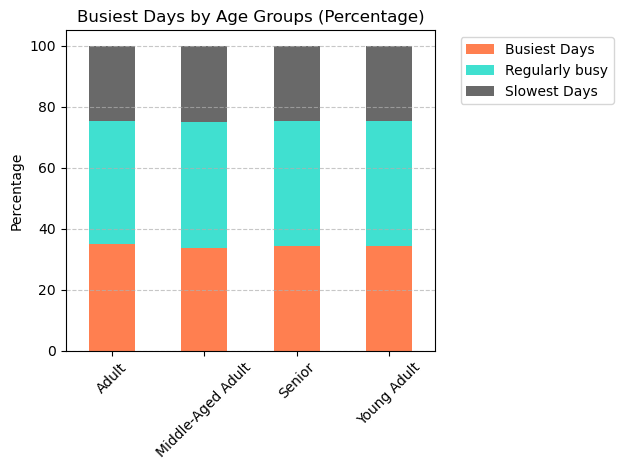 Busiest Days by Age Groups (Percentage)
100
80
60
40
20
0
Percentage
Adult
Middle-Aged Adult
Senior
Young Adult
Busiest Days
Regularly busy
Slowest Days